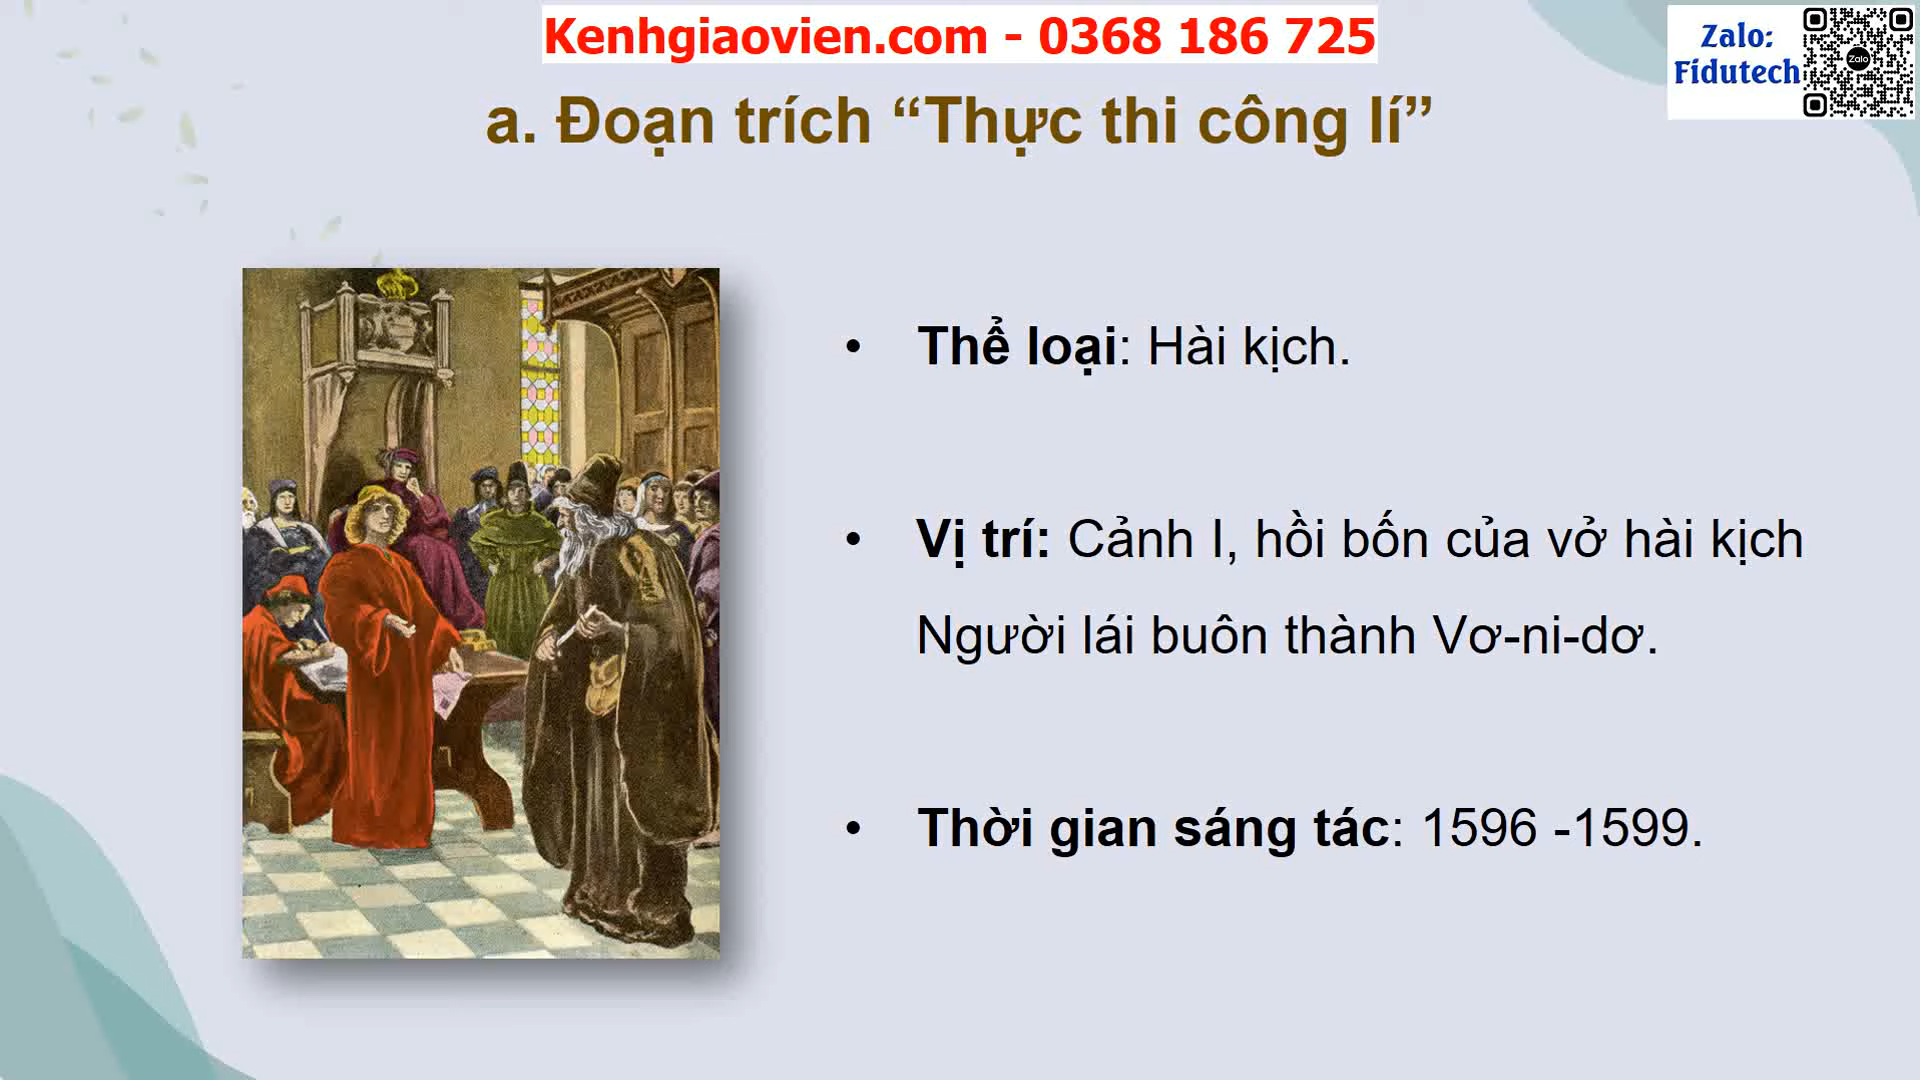 Kenhgiaovien.com - 0368 186 725
Zalo:
Fidutech
Zalo
a. Đoạn trích “Thực thi công lí”
• Thể loại: Hài kịch.
• Vị trí: Cảnh I, hồi bốn của vở hài kịch
Người lái buôn thành Vơ-ni-dơ.
• Thời gian sáng tác: 1596 -1599.